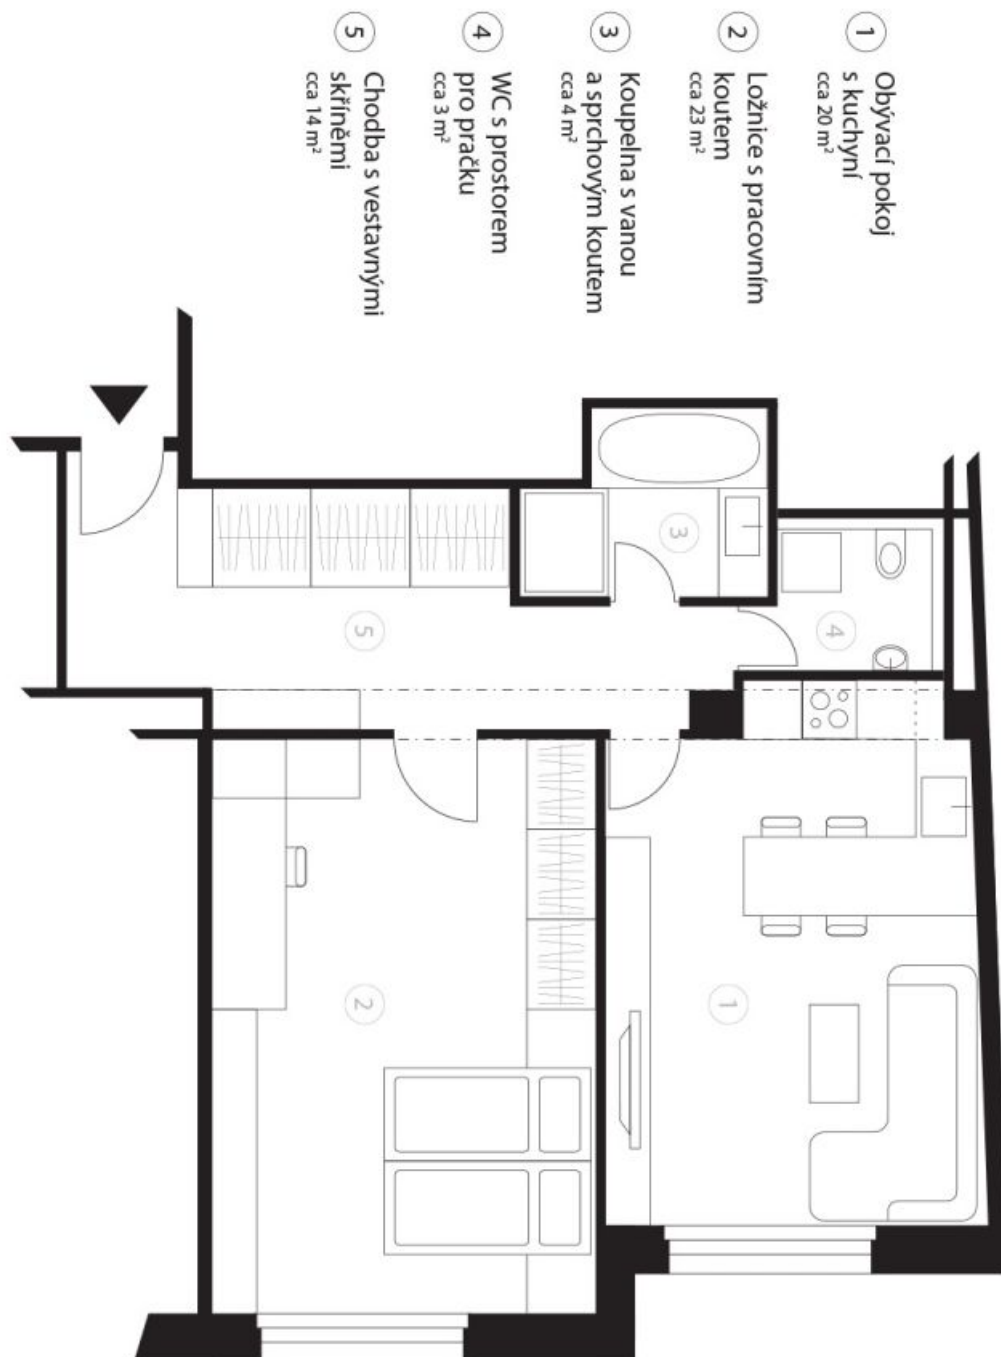 1
Obývací pokoj
s kuchyní
cca 20 m²
2
Ložnice s pracovním
koutem
cca 23 m²
3
Koupelna s vanou
a sprchovým koutem
cca 4 m²
4
WC s prostorem
pro pračku
cca 3 m²
5
Chodba s vestavnými
skříněmi
cca 14 m²
3
4
5
2
1